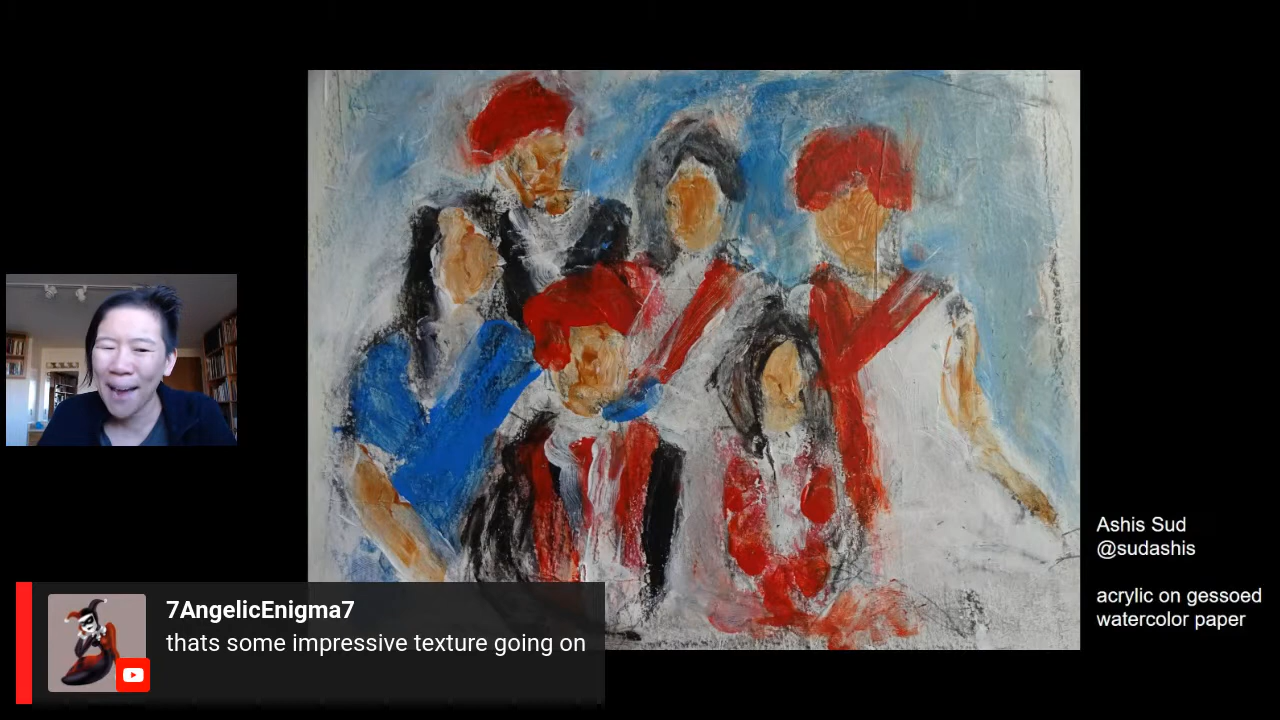 Ashis Sud
@sudashis
acrylic on gessoed
watercolor paper
7AngelicEnigma7
thats some impressive texture going on